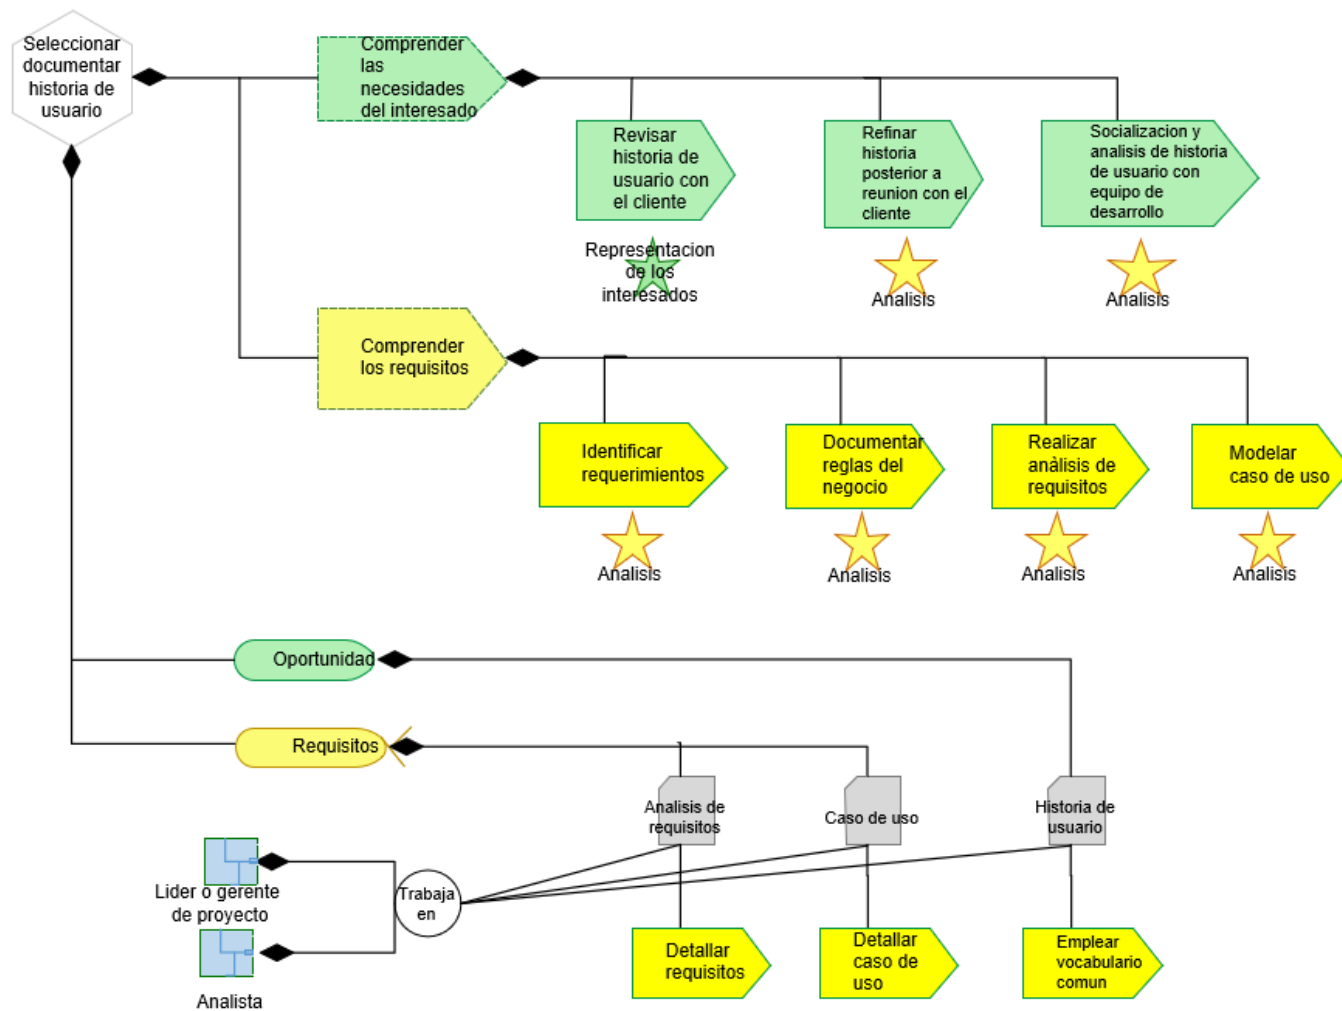 Seleccionar
documentar
historia de
usuario
Comprender
las
necesidades
del interesado
Revisar
historia de
usuario con
el cliente
Refinar
historia
posterior a
reunion con el
cliente
Socializacion y
analisis de historia
de usuario con
equipo de
desarrollo
Representacion
de los
interesados
Analisis
Analisis
Comprender
los requisitos
Identificar
requerimientos
Documentar
reglas del
negocio
Realizar
anàlisis de
requisitos
Modelar
caso de uso
Analisis
Analisis
Analisis
Analisis
Oportunidad
Requisitos
Analisis de
requisitos
Caso de uso
Historia de
usuario
Lider o gerente
de proyecto
Trabaja
en
Analista
Detallar
requisitos
Detallar
caso de
uso
Emplear
vocabulario
comun